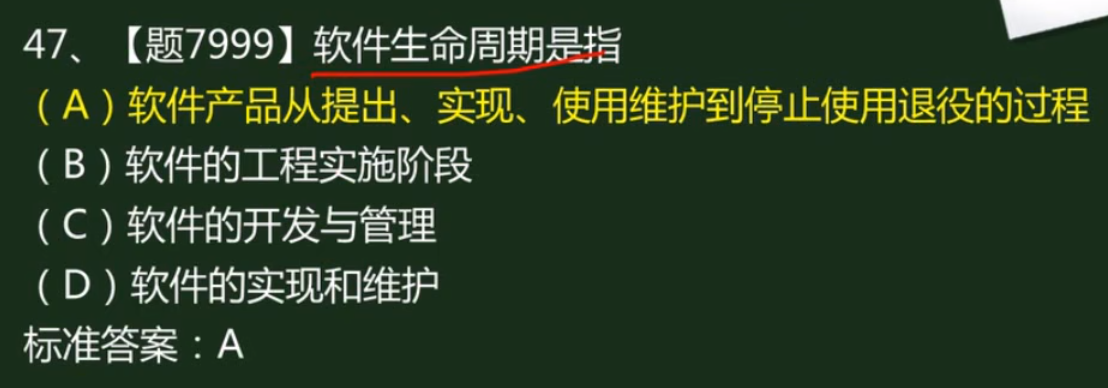 47、【题7999】软件生命周期是指
（A）软件产品从提出、实现、使用维护到停止使用退役的过程
（B）软件的工程实施阶段
（C）软件的开发与管理
（D）软件的实现和维护
标准答案：A